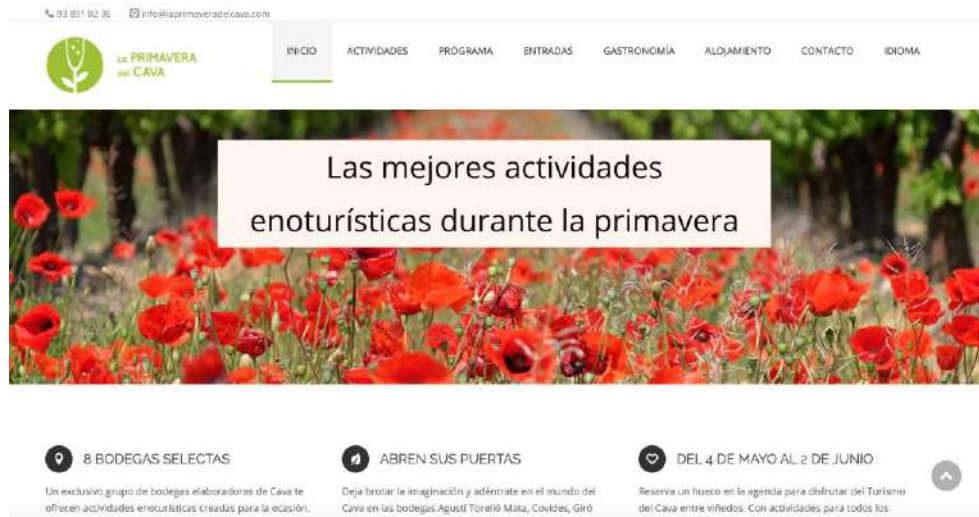 93 891 02 36 info@laprimaveradelcava.com
La PRIMAVERA
del CAVA
INICIO ACTIVIDADES PROGRAMA ENTRADAS GASTRONOMÍA ALOJAMIENTO CONTACTO IDIOMA
Las mejores actividades
enoturísticas durante la primavera
8 BODEGAS SELECTAS
Un exclusivo grupo de bodegas elaboradoras de Cava te
ofrecen actividades enoturísticas creadas para la ocasión.
ABREN SUS PUERTAS
Deja brotar la imaginación y adéntrate en el mundo del
Cava en las bodegas Agustí Torelló Mata, Covides, Giró
DEL 4 DE MAYO AL 2 DE JUNIO
Reserva un hueco en la agenda para disfrutar del Turismo
del Cava entre viñedos. Con actividades para todos los